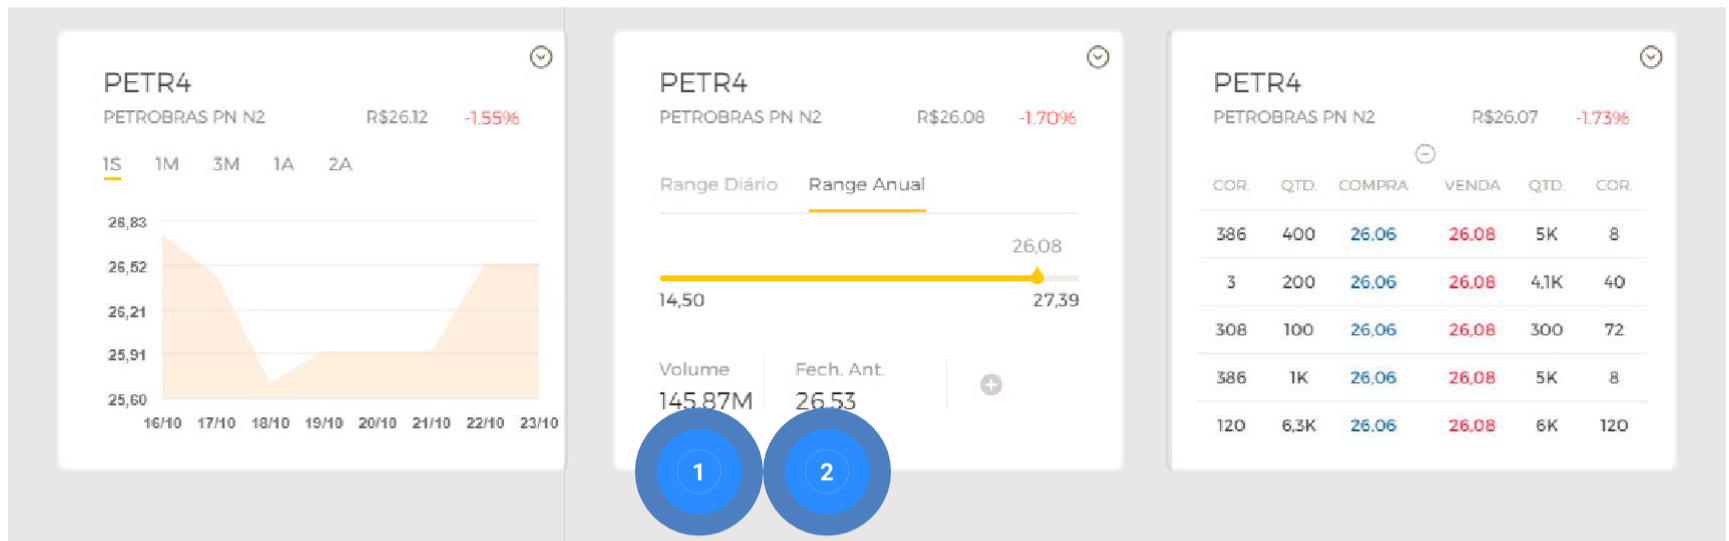 PETR4
PETROBRAS PN N2 R$26,12 -1.55%
1S 1M 3M 1A 2A
26,83
26,52
26,21
25,91
25,60
16/10 17/10 18/10 19/10 20/10 21/10 22/10 23/10
PETR4
PETROBRAS PN N2 R$26,08 -1.70%
Range Diário Range Anual
26,08
14,50 27,39
Volume Fech. Ant.
145.87M 26,53
1 2
PETR4
PETROBRAS PN N2 R$26,07 -1.73%
COR. QTD. COMPRA VENDA QTD. COR.
386 400 26,06 26,08 5K 8
3 200 26,06 26,08 4,1K 40
308 100 26,06 26,08 300 72
386 1K 26,06 26,08 5K 8
120 6,3K 26,06 26,08 6K 120